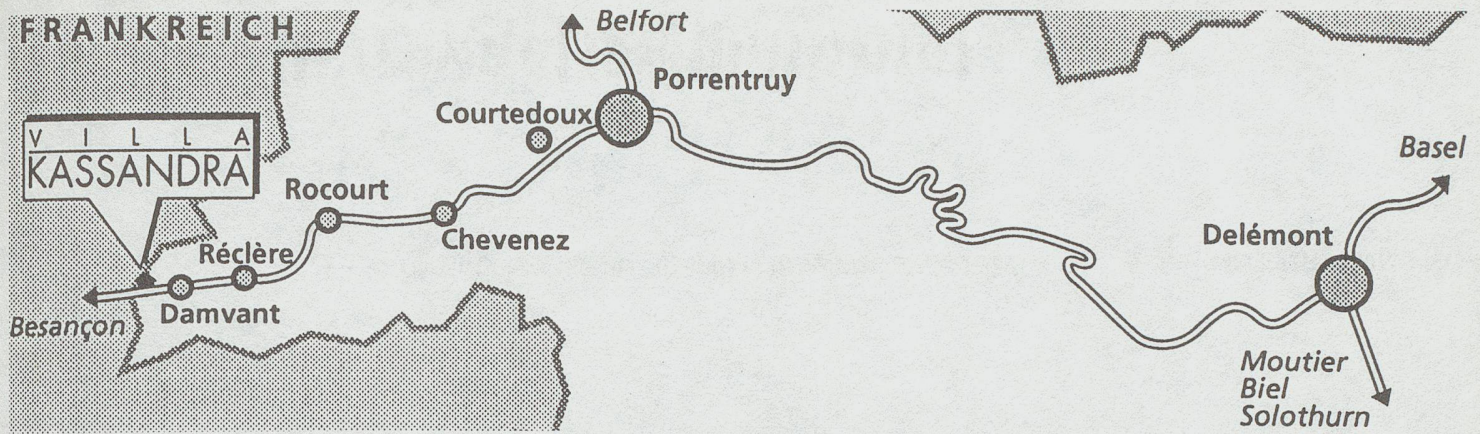 FRANKREICH
Belfort
Porrentruy
Courtedoux
VILLA
KASSANDRA
Basel
Rocourt
Chevenez
Delémont
Réclère
Damvant
Besançon
Moutier
Biel
Solothurn